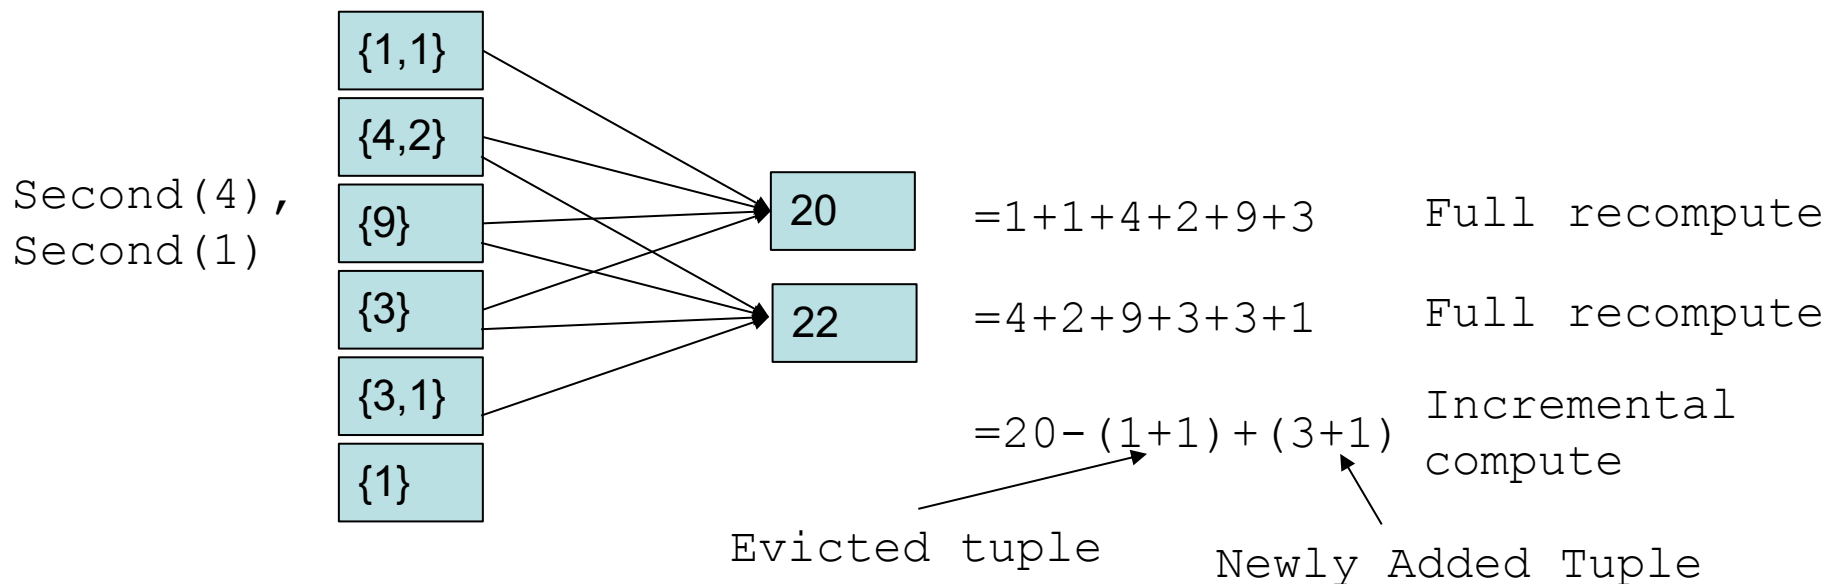 Second(4),
Second(1)
{1,1}
{4,2}
{9}
{3}
{3,1}
{1}
20
22
=1+1+4+2+9+3
Full recompute
=4+2+9+3+3+1
Full recompute
=20-(1+1)+(3+1)
Incremental
compute
Evicted tuple
Newly Added Tuple